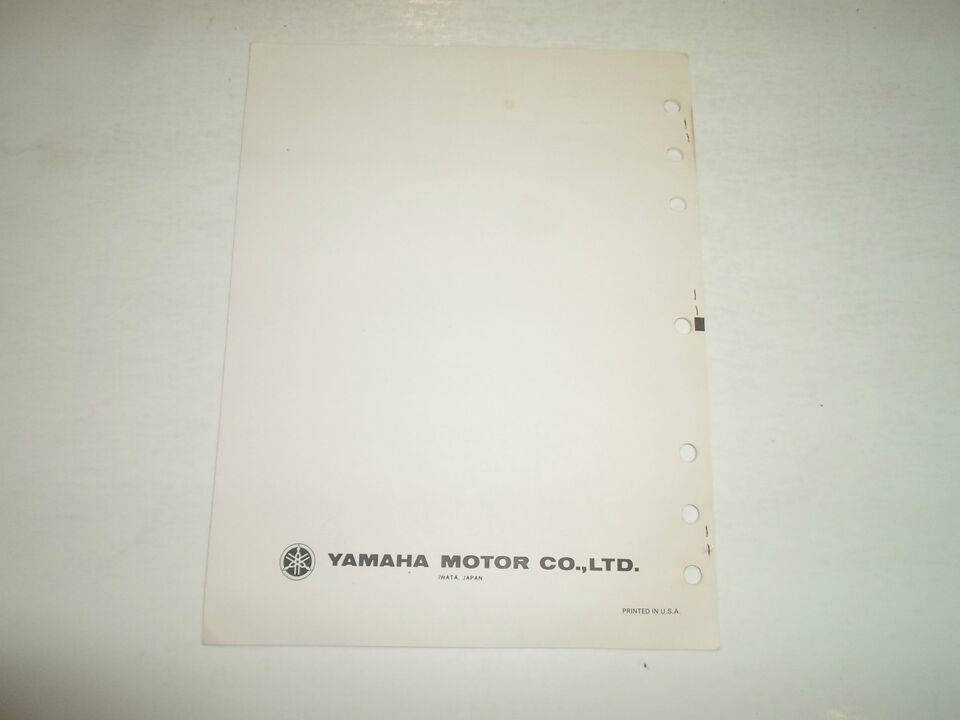 YAMAHA MOTOR CO.,LTD.
IWATA, JAPAN
PRINTED IN U.S.A.